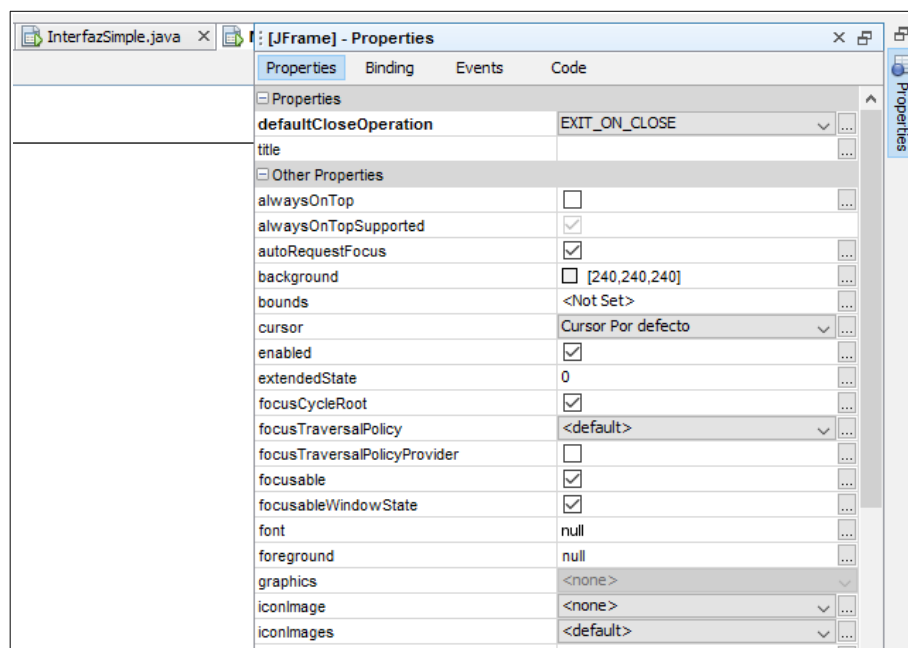 InterfazSimple.java
[JFrame] - Properties
Properties Binding Events Code
Properties
Properties
defaultCloseOperation EXIT_ON_CLOSE ...
title ...
Other Properties
alwaysOnTop ...
alwaysOnTopSupported
autoRequestFocus ...
background [240,240,240] ...
bounds <Not Set> ...
cursor Cursor Por defecto ...
enabled ...
extendedState 0 ...
focusCycleRoot ...
focusTraversalPolicy <default> ...
focusTraversalPolicyProvider ...
focusable ...
focusableWindowState ...
font null ...
foreground null ...
graphics <none>
iconImage <none> ...
iconImages <default> ...